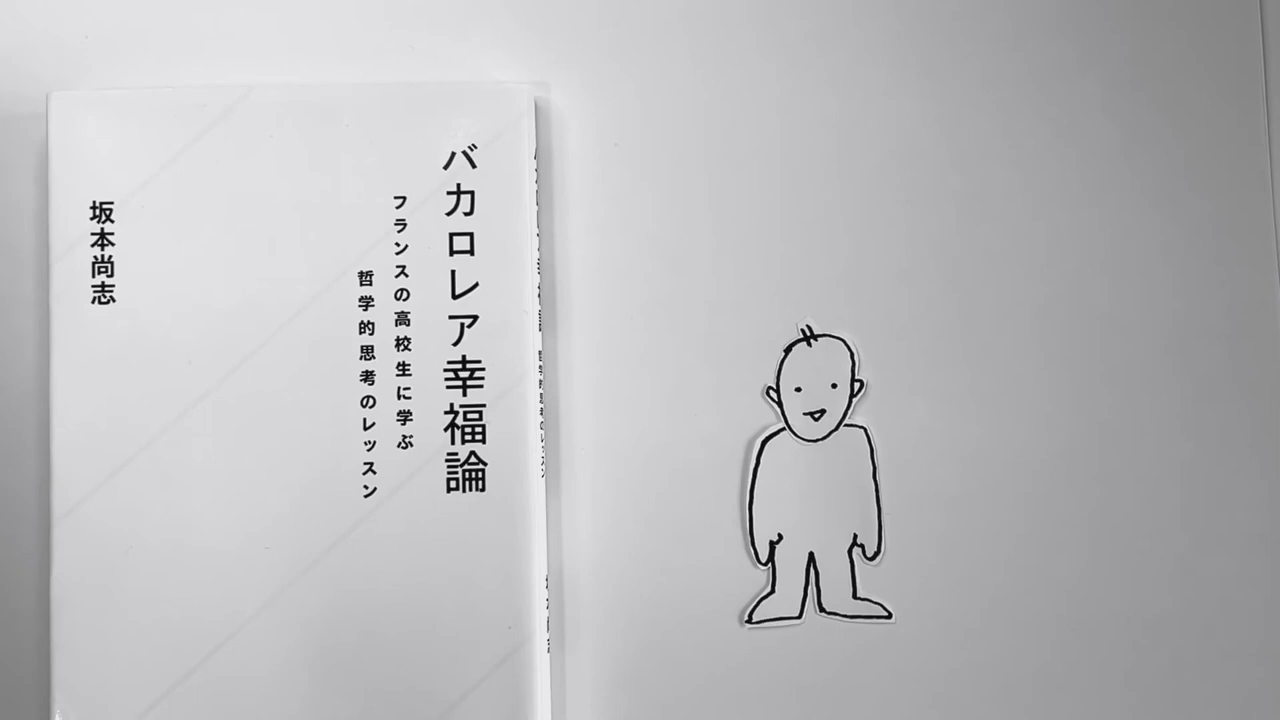 バカロレア幸福論
フランスの高校生に学ぶ
哲学的思考のレッスン
坂本尚志